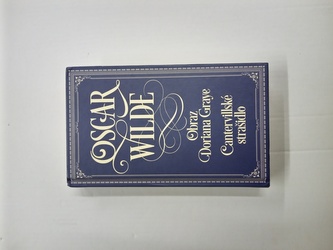 OSCAR
WILDE
Obraz
Doriana Graye
Cantervillské
strašidlo